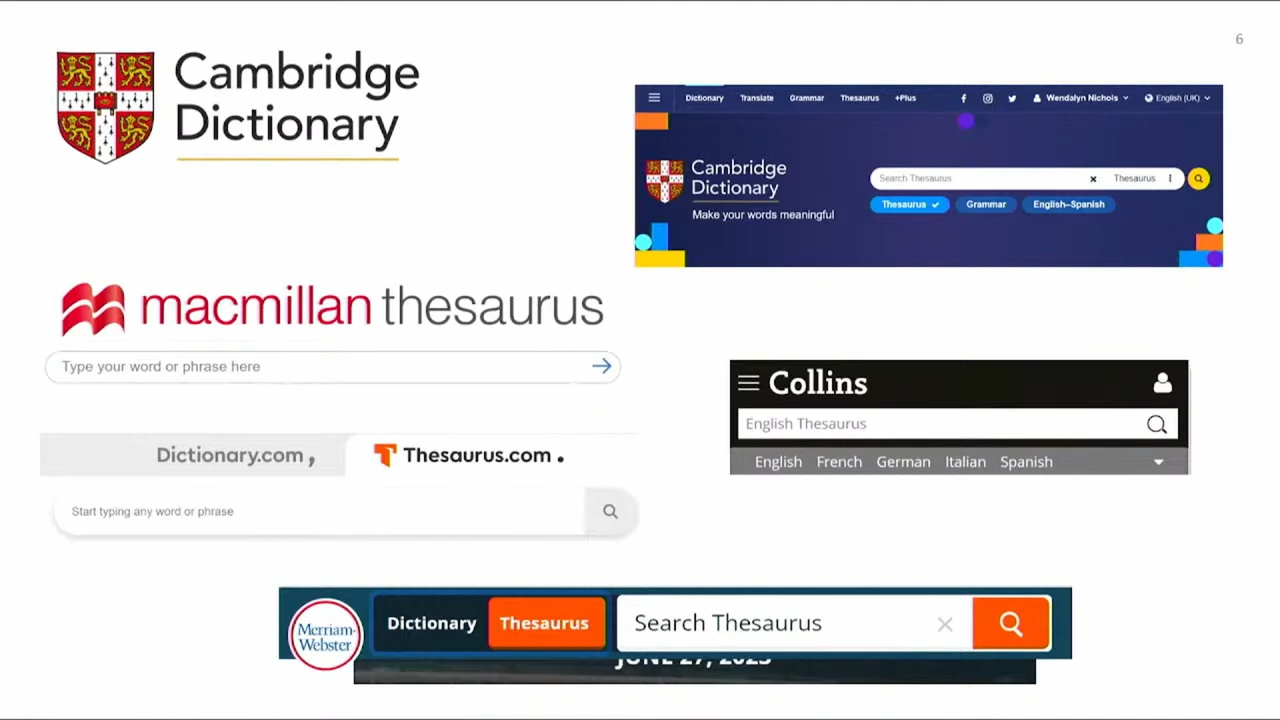 6
Cambridge
Dictionary
Dictionary Translate Grammar Thesaurus +Plus Wendalyn Nichols English (UK)
Cambridge
Dictionary
Make your words meaningful
Search Thesaurus Thesaurus
Thesaurus Grammar English–Spanish
macmillan thesaurus
Type your word or phrase here
Collins
English Thesaurus
English French German Italian Spanish
Dictionary.com, Thesaurus.com.
Start typing any word or phrase
Merriam-
Webster
Dictionary Thesaurus Search Thesaurus
JUNE 27, 2023